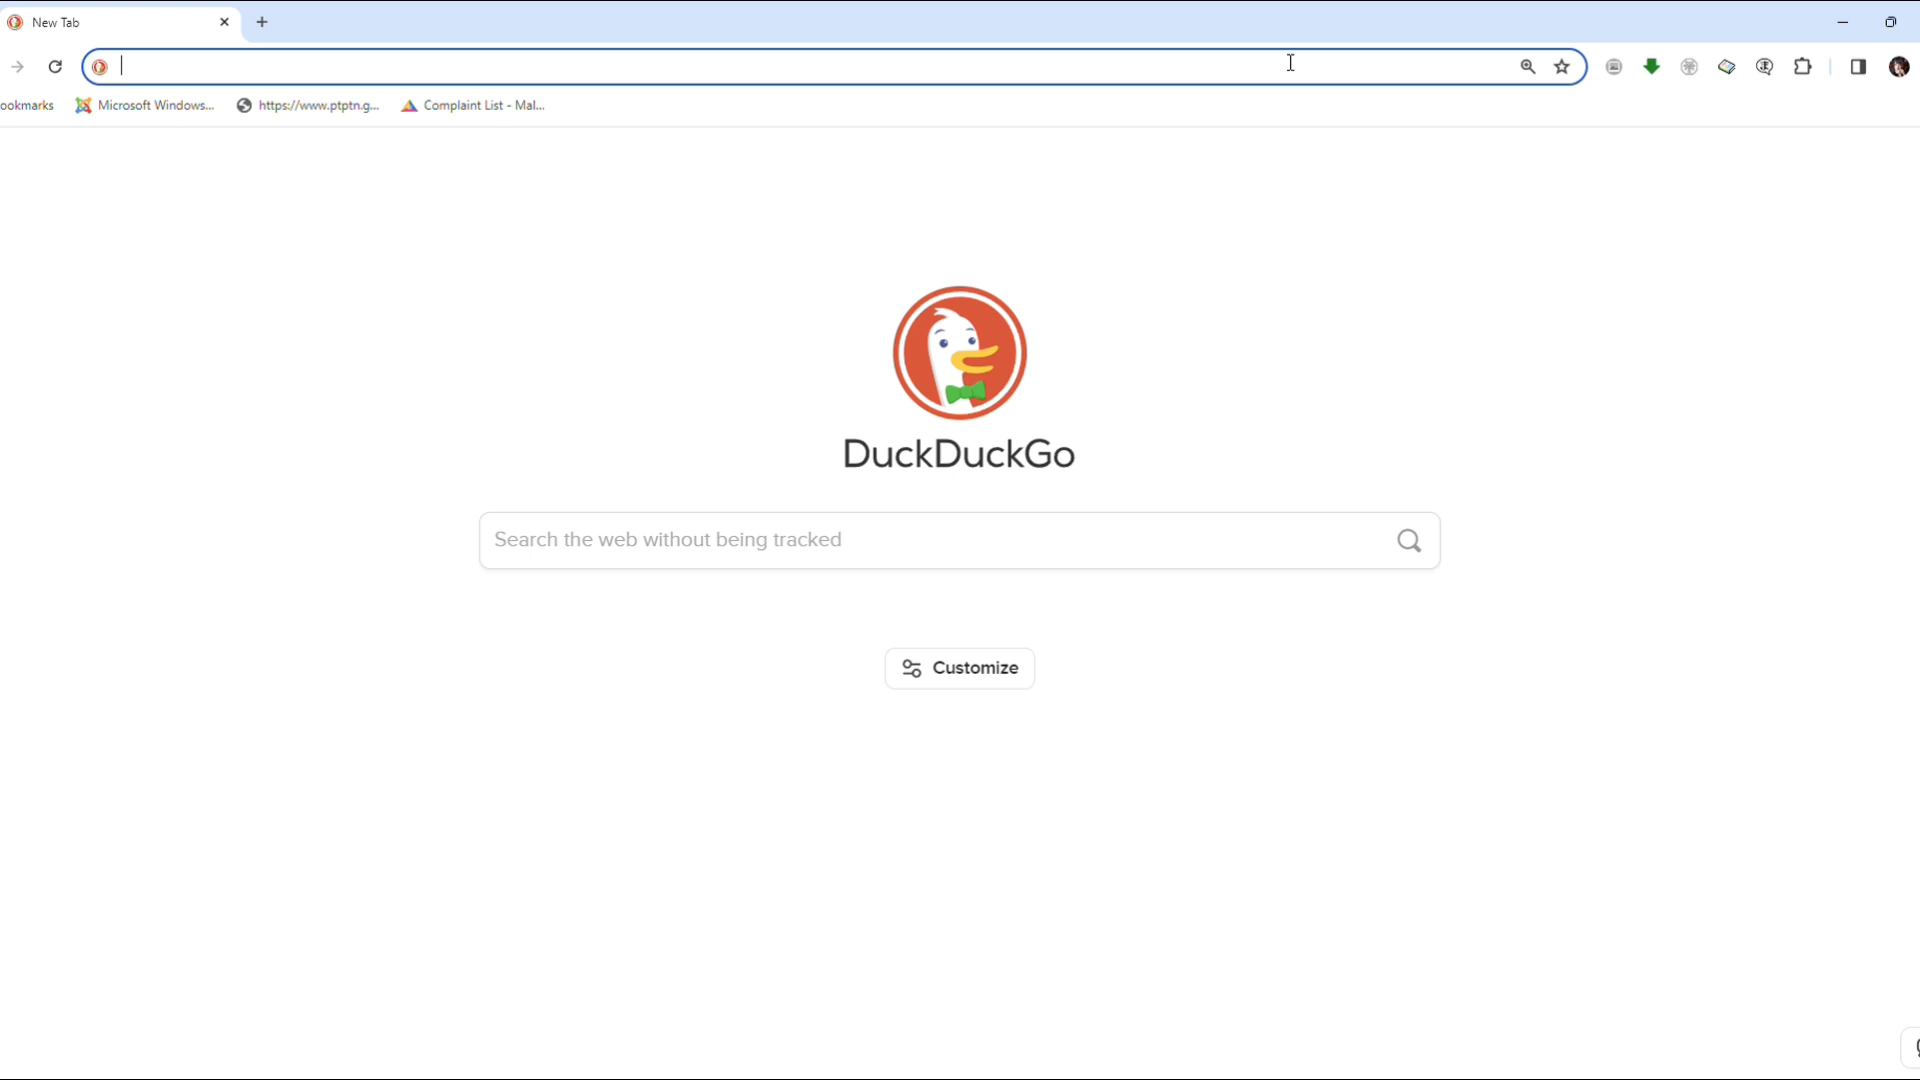 New Tab
ookmarks Microsoft Windows... https://www.ptptn.g... Complaint List - Mal...
DuckDuckGo
Search the web without being tracked
Customize